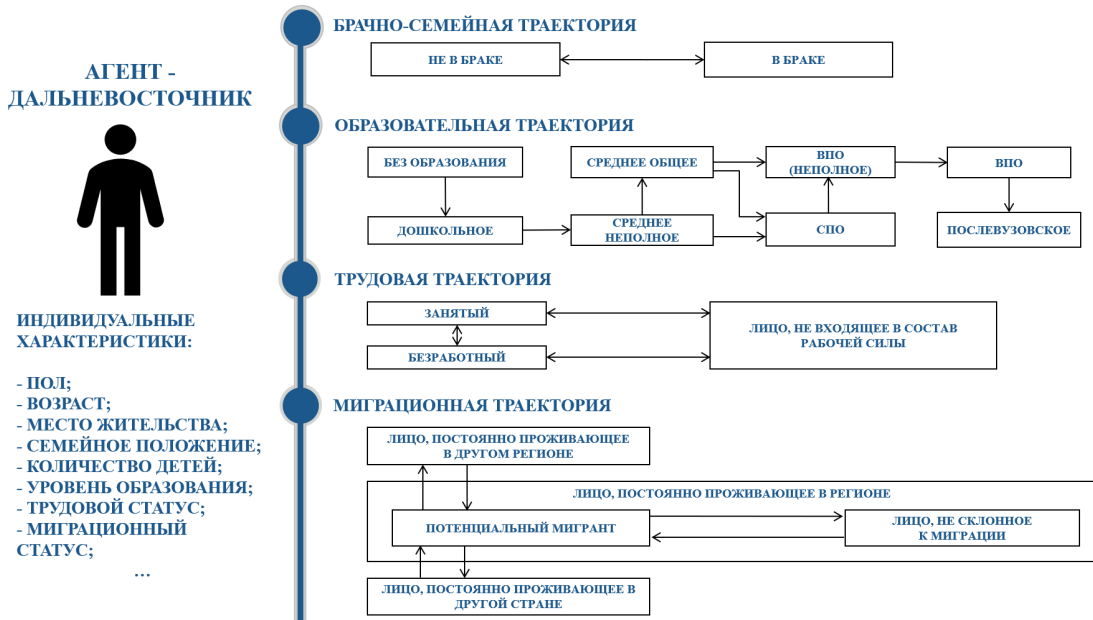 АГЕНТ -
ДАЛЬНЕВОСТОЧНИК
ИНДИВИДУАЛЬНЫЕ
ХАРАКТЕРИСТИКИ:
- ПОЛ;
- ВОЗРАСТ;
- МЕСТО ЖИТЕЛЬСТВА;
- СЕМЕЙНОЕ ПОЛОЖЕНИЕ;
- КОЛИЧЕСТВО ДЕТЕЙ;
- УРОВЕНЬ ОБРАЗОВАНИЯ;
- ТРУДОВОЙ СТАТУС;
- МИГРАЦИОННЫЙ
СТАТУС;
...
БРАЧНО-СЕМЕЙНАЯ ТРАЕКТОРИЯ
НЕ В БРАКЕ
В БРАКЕ
ОБРАЗОВАТЕЛЬНАЯ ТРАЕКТОРИЯ
БЕЗ ОБРАЗОВАНИЯ
СРЕДНЕЕ ОБЩЕЕ
ВПО
(НЕПОЛНОЕ)
ВПО
ДОШКОЛЬНОЕ
СРЕДНЕЕ
НЕПОЛНОЕ
СПО
ПОСЛЕВУЗОВСКОЕ
ТРУДОВАЯ ТРАЕКТОРИЯ
ЗАНЯТЫЙ
БЕЗРАБОТНЫЙ
ЛИЦО, НЕ ВХОДЯЩЕЕ В СОСТАВ
РАБОЧЕЙ СИЛЫ
МИГРАЦИОННАЯ ТРАЕКТОРИЯ
ЛИЦО, ПОСТОЯННО ПРОЖИВАЮЩЕЕ
В ДРУГОМ РЕГИОНЕ
ЛИЦО, ПОСТОЯННО ПРОЖИВАЮЩЕЕ В РЕГИОНЕ
ПОТЕНЦИАЛЬНЫЙ МИГРАНТ
ЛИЦО, НЕ СКЛОННОЕ
К МИГРАЦИИ
ЛИЦО, ПОСТОЯННО ПРОЖИВАЮЩЕЕ В
ДРУГОЙ СТРАНЕ